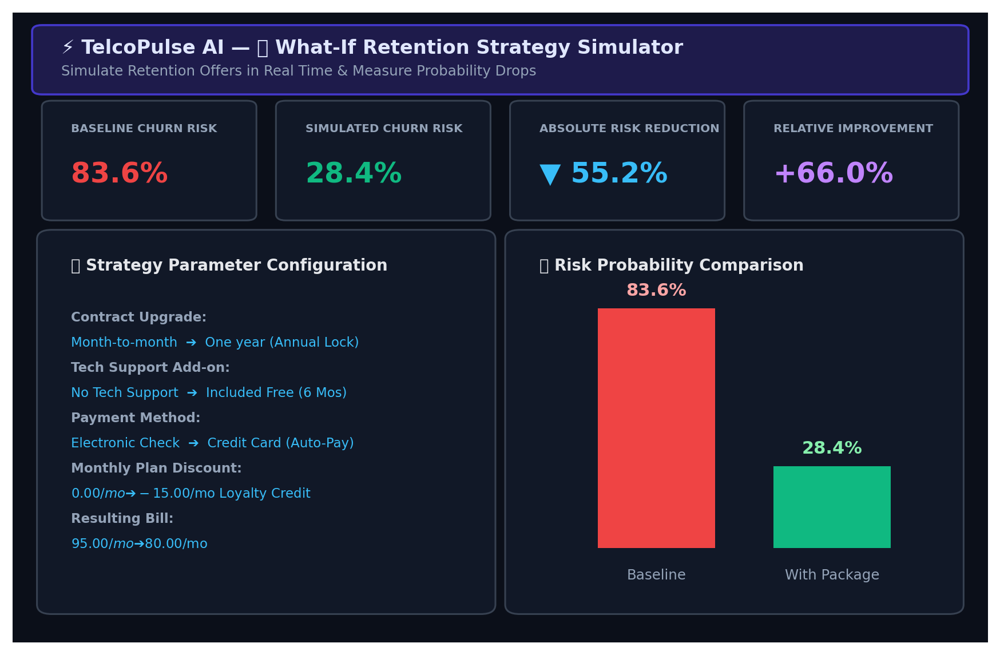 ⚡ TelcoPulse AI — What-If Retention Strategy Simulator
Simulate Retention Offers in Real Time & Measure Probability Drops
BASELINE CHURN RISK
83.6%
SIMULATED CHURN RISK
28.4%
ABSOLUTE RISK REDUCTION
▼ 55.2%
RELATIVE IMPROVEMENT
+66.0%
Strategy Parameter Configuration
Contract Upgrade:
Month-to-month ➔ One year (Annual Lock)
Tech Support Add-on:
No Tech Support ➔ Included Free (6 Mos)
Payment Method:
Electronic Check ➔ Credit Card (Auto-Pay)
Monthly Plan Discount:
0.00/mo➔ − 15.00/mo Loyalty Credit
Resulting Bill:
95.00/mo➔80.00/mo
Risk Probability Comparison
83.6%
28.4%
Baseline
With Package